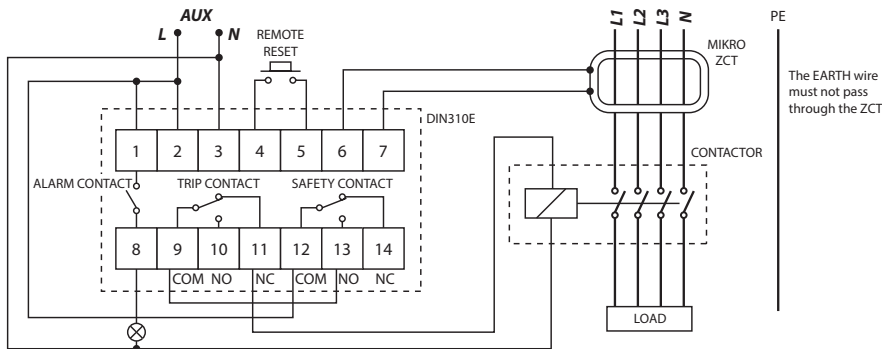 AUX
L N
REMOTE
RESET
L1 L2 L3 N
PE
MIKRO
ZCT
The EARTH wire
must not pass
through the ZCT
DIN310E
1 2 3 4 5 6 7
CONTACTOR
ALARM CONTACT TRIP CONTACT SAFETY CONTACT
8 9 10 11 12 13 14
COM NO NC COM NO NC
LOAD